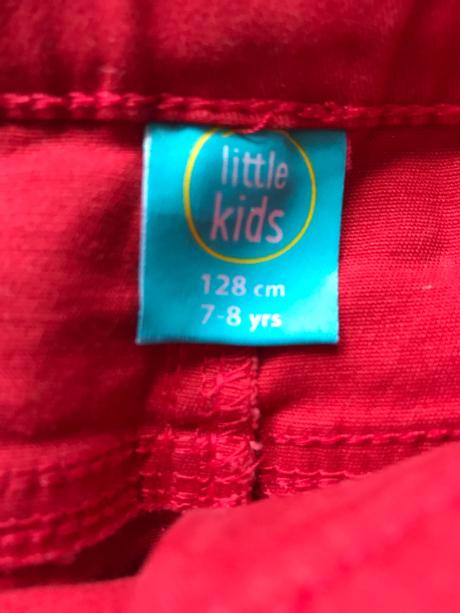 little
kids
128 cm
7-8 yrs